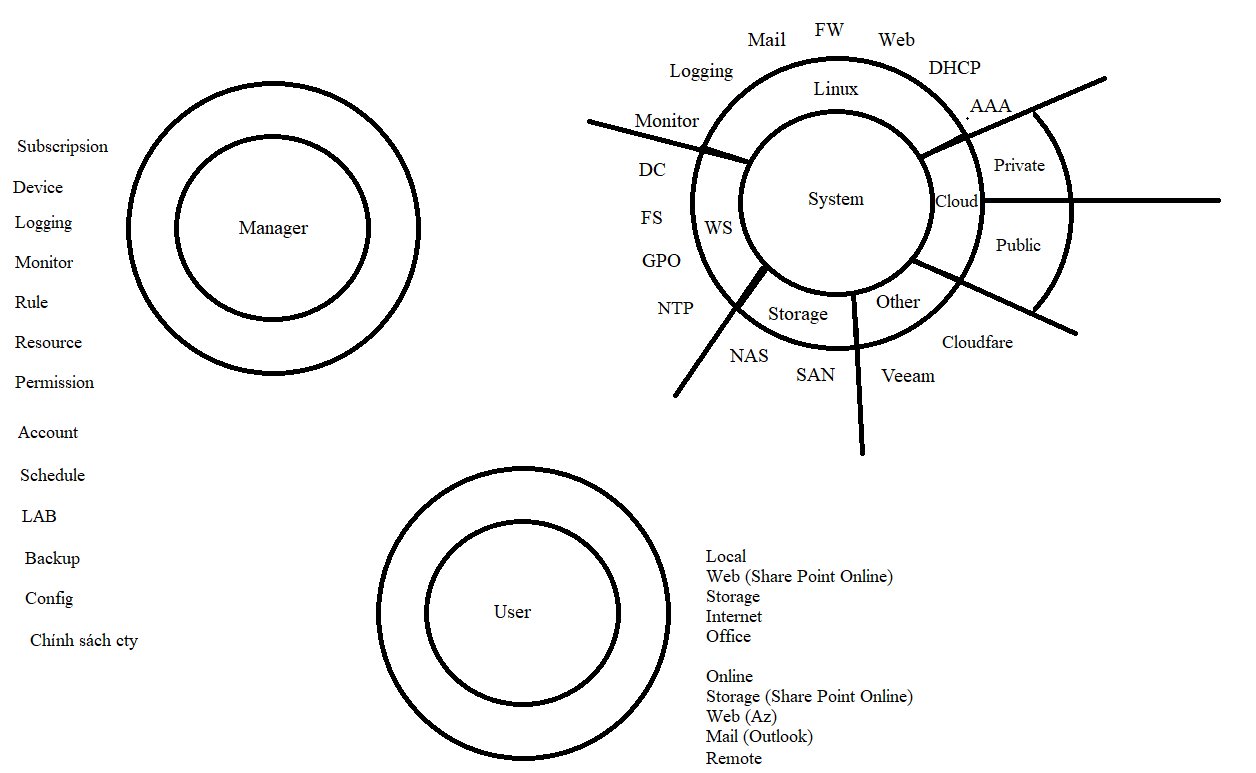 Subscripsion
Device
Logging
Monitor
Rule
Resource
Permission
Account
Schedule
LAB
Backup
Config
Chính sách cty
Manager
Mail
FW
Web
Logging
DHCP
Linux
Monitor
AAA
DC
Private
FS
WS
System
Cloud
GPO
Public
NTP
Storage
Other
NAS
SAN
Veeam
Cloudfare
User
Local
Web (Share Point Online)
Storage
Internet
Office
Online
Storage (Share Point Online)
Web (Az)
Mail (Outlook)
Remote